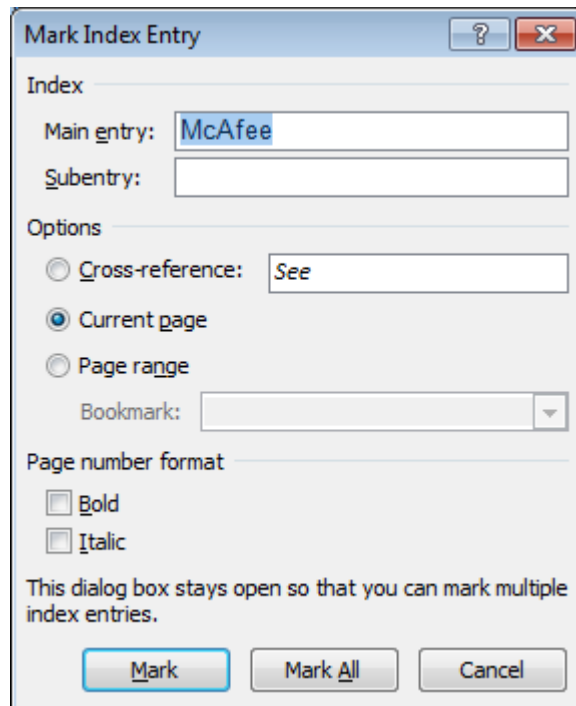 Mark Index Entry
Index
Main entry: McAfee
Subentry:
Options
Cross-reference: See
Current page
Page range
Bookmark:
Page number format
Bold
Italic
This dialog box stays open so that you can mark multiple
index entries.
Mark Mark All Cancel